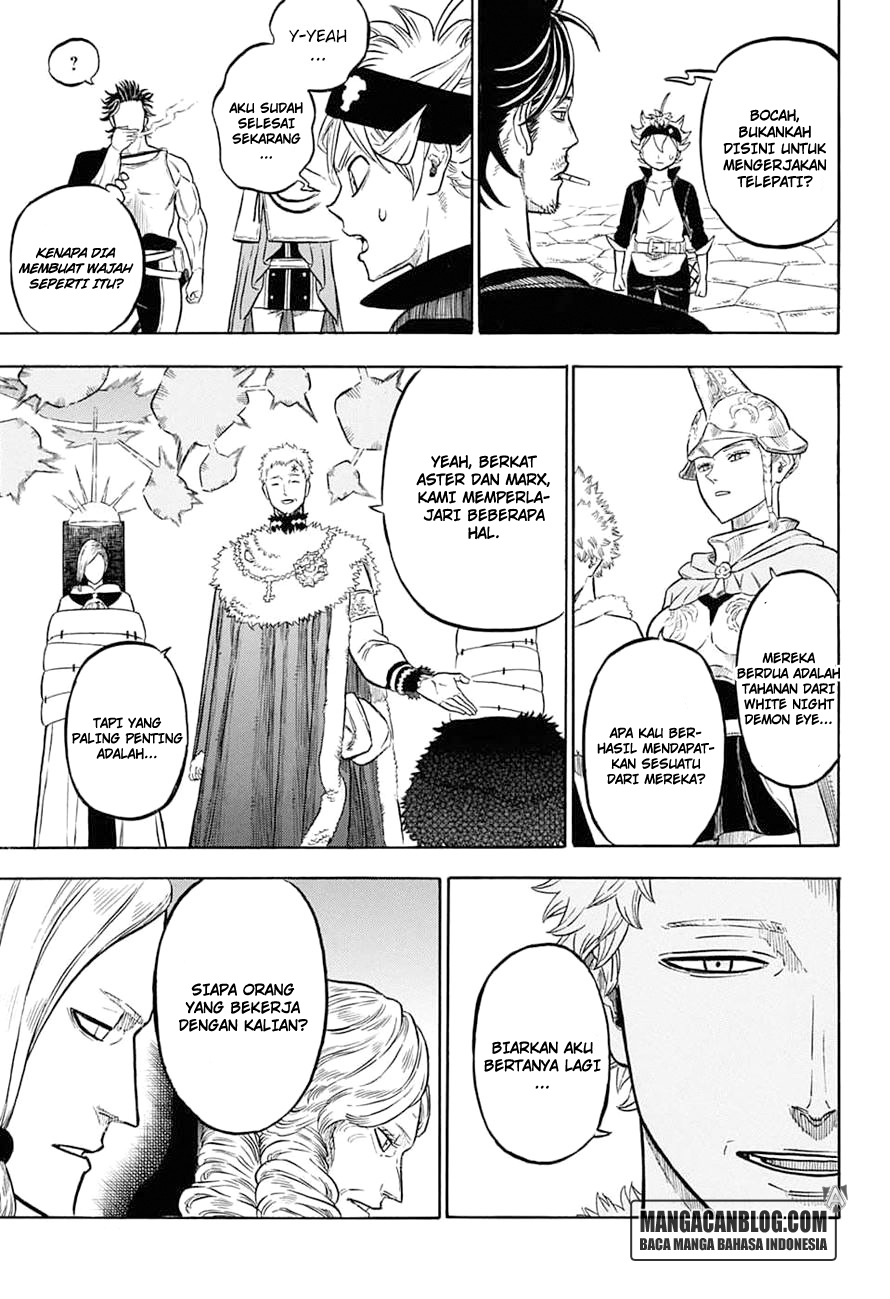 BOCAH,
BUKANKAH
DISINI UNTUK
MENGERJAKAN
TELEPATI?
Y-YEAH
...
AKU SUDAH
SELESAI
SEKARANG
...
?
KENAPA DIA
MEMBUAT WAJAH
SEPERTI ITU?
MEREKA
BERDUA ADALAH
TAHANAN DARI
WHITE NIGHT
DEMON EYE...
APA KAU BER-
HASIL MENDAPAT-
KAN SESUATU
DARI MEREKA?
YEAH, BERKAT
ASTER DAN MARX,
KAMI MEMPERLA-
JARI BEBERAPA
HAL.
TAPI YANG
PALING PENTING
ADALAH...
BIARKAN AKU
BERTANYA LAGI
...
SIAPA ORANG
YANG BEKERJA
DENGAN KALIAN?
MANGACANBLOG.COM
BACA MANGA BAHASA INDONESIA